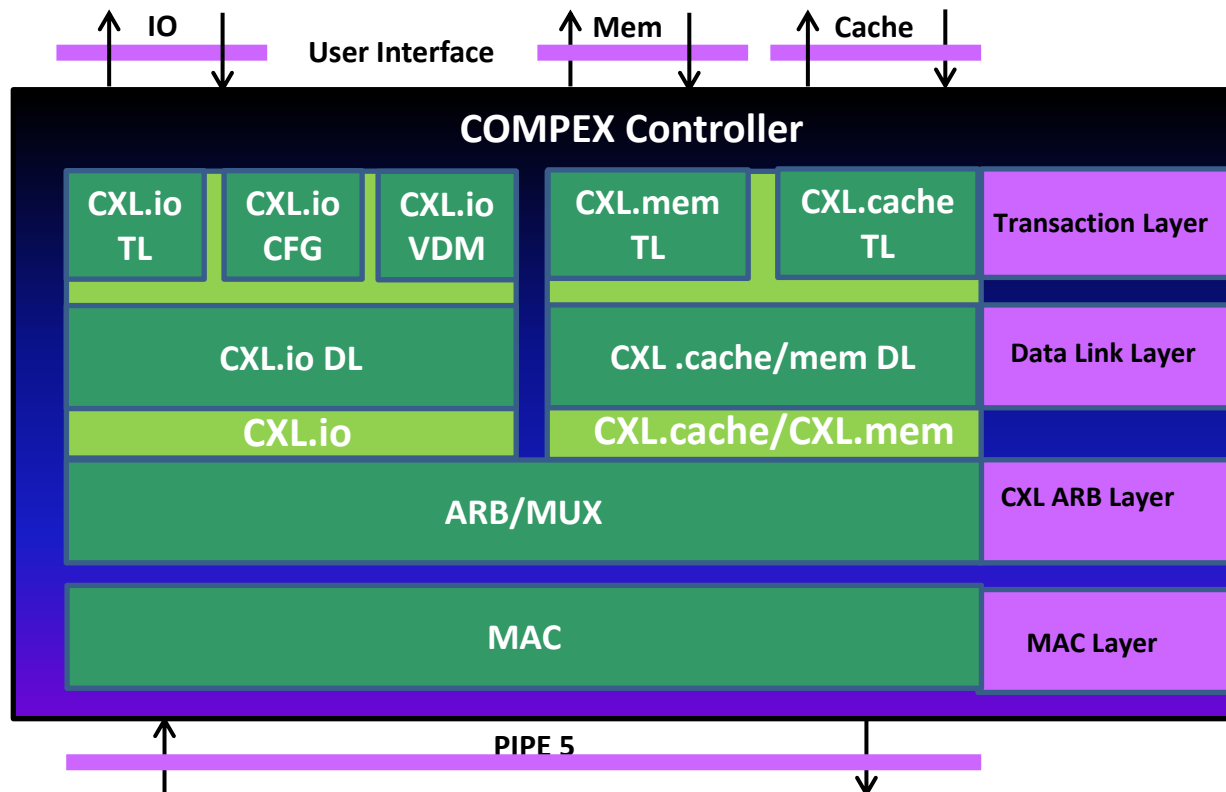 IO
User Interface
Mem
Cache
COMPEX Controller
CXL.io
TL
CXL.io
CFG
CXL.io
VDM
CXL.mem
TL
CXL.cache
TL
Transaction Layer
CXL.io DL
CXL .cache/mem DL
Data Link Layer
CXL.io
CXL.cache/CXL.mem
ARB/MUX
CXL ARB Layer
MAC
MAC Layer
PIPE 5